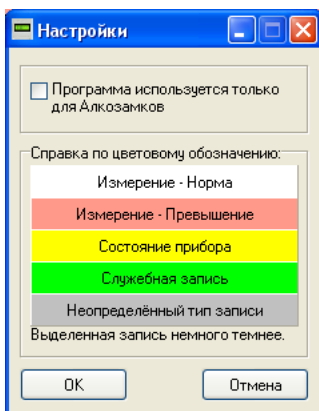 Настройки
Программа используется только
для Алкозамков
Справка по цветовому обозначению:
Измерение - Норма
Измерение - Превышение
Состояние прибора
Служебная запись
Неопределённый тип записи
Выделенная запись немного темнее.
OK
Отмена